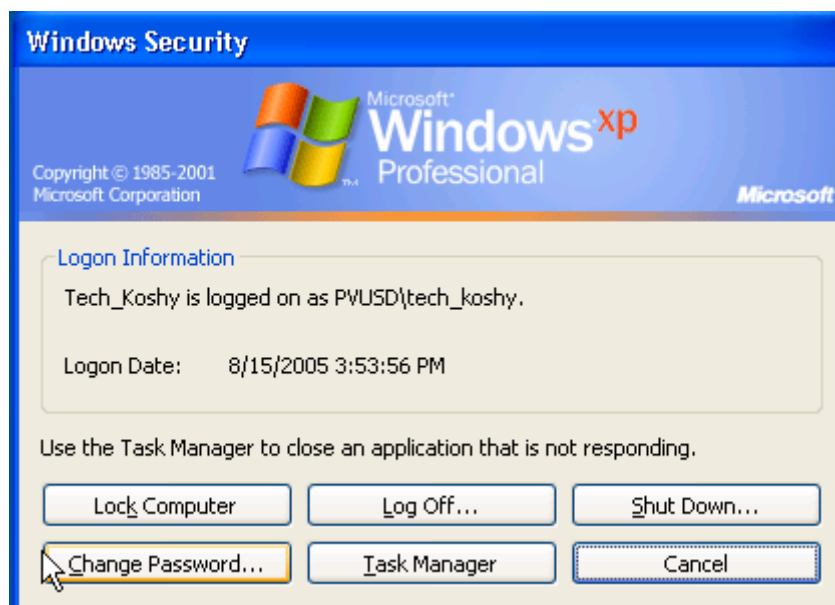 Windows Security
Microsoft®
Windows xp
Professional
Copyright © 1985-2001
Microsoft Corporation
TM
Microsoft
Logon Information
Tech_Koshy is logged on as PVUSD\tech_koshy.
Logon Date: 8/15/2005 3:53:56 PM
Use the Task Manager to close an application that is not responding.
Lock Computer Log Off... Shut Down...
Change Password... Task Manager Cancel